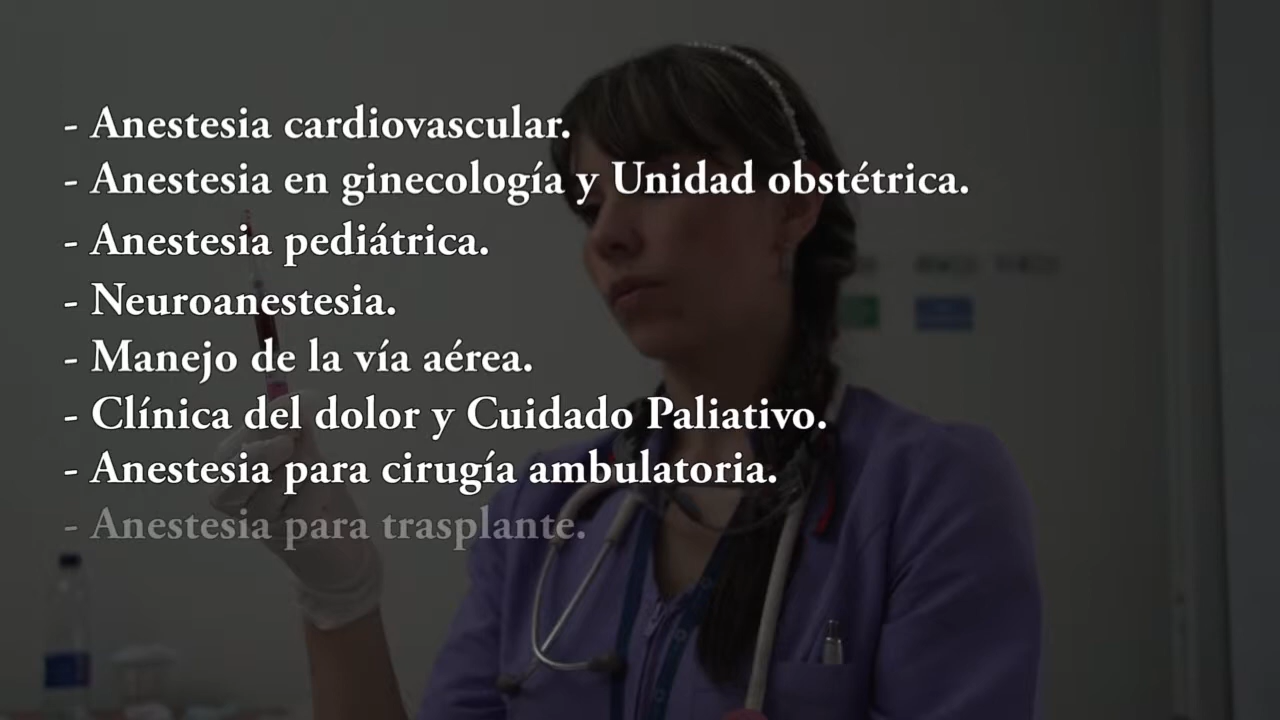 - Anestesia cardiovascular.
- Anestesia en ginecología y Unidad obstétrica.
- Anestesia pediátrica.
- Neuroanestesia.
- Manejo de la vía aérea.
- Clínica del dolor y Cuidado Paliativo.
- Anestesia para cirugía ambulatoria.
- Anestesia para trasplante.